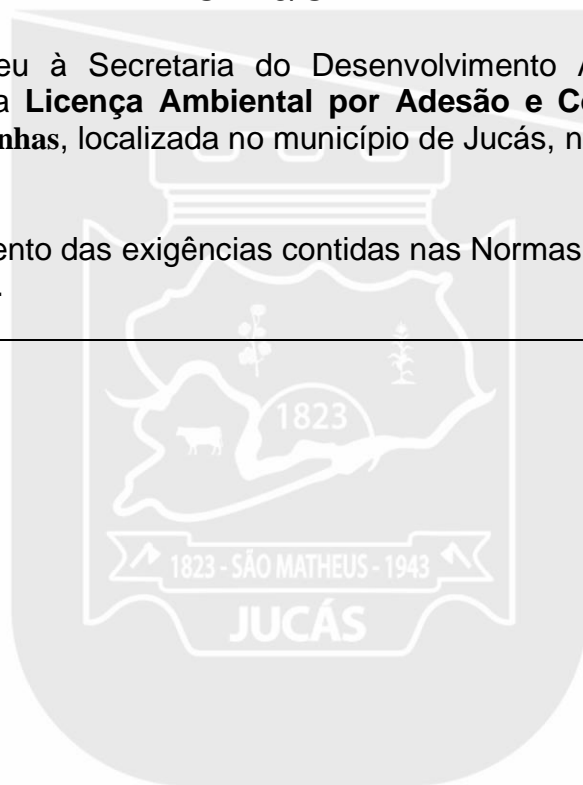 eu à Secretaria do Desenvolvimento A
a Licença Ambiental por Adesão e Co
nhas, localizada no município de Jucás, n
ento das exigências contidas nas Normas
.
1823
1823 - SÃO MATHEUS - 1943
JUCÁS